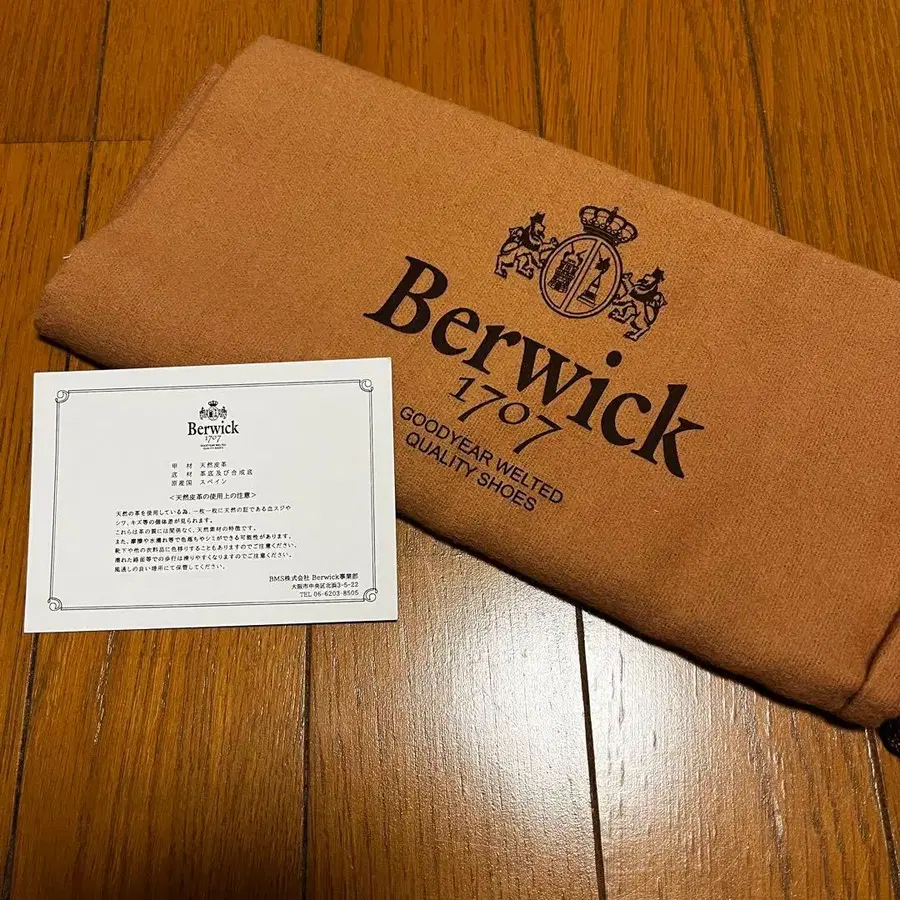 Berwick
1707
GOODYEAR WELTED
QUALITY SHOES
Berwick
1707
GOODYEAR WELTED
QUALITY SHOES
甲 材 天然皮革
底 材 革底及び合成底
原産国 スペイン
<天然皮革の使用上の注意>
天然の革を使用している為、一枚一枚に天然の証である血スジや
シワ、キズ等の個体差が見られます。
これらは革の質には関係なく、天然素材の特徴です。
また、摩擦や水濡れ等で色落ちやシミができる可能性があります。
靴下や他の衣料品に色移りすることもありますのでご注意ください。
濡れた路面等での歩行は滑りやすくなりますのでご注意ください。
風通しの良い場所にて保管してください。
BMS株式会社 Berwick事業部
大阪市中央区北浜3-5-22
TEL 06-6203-8505